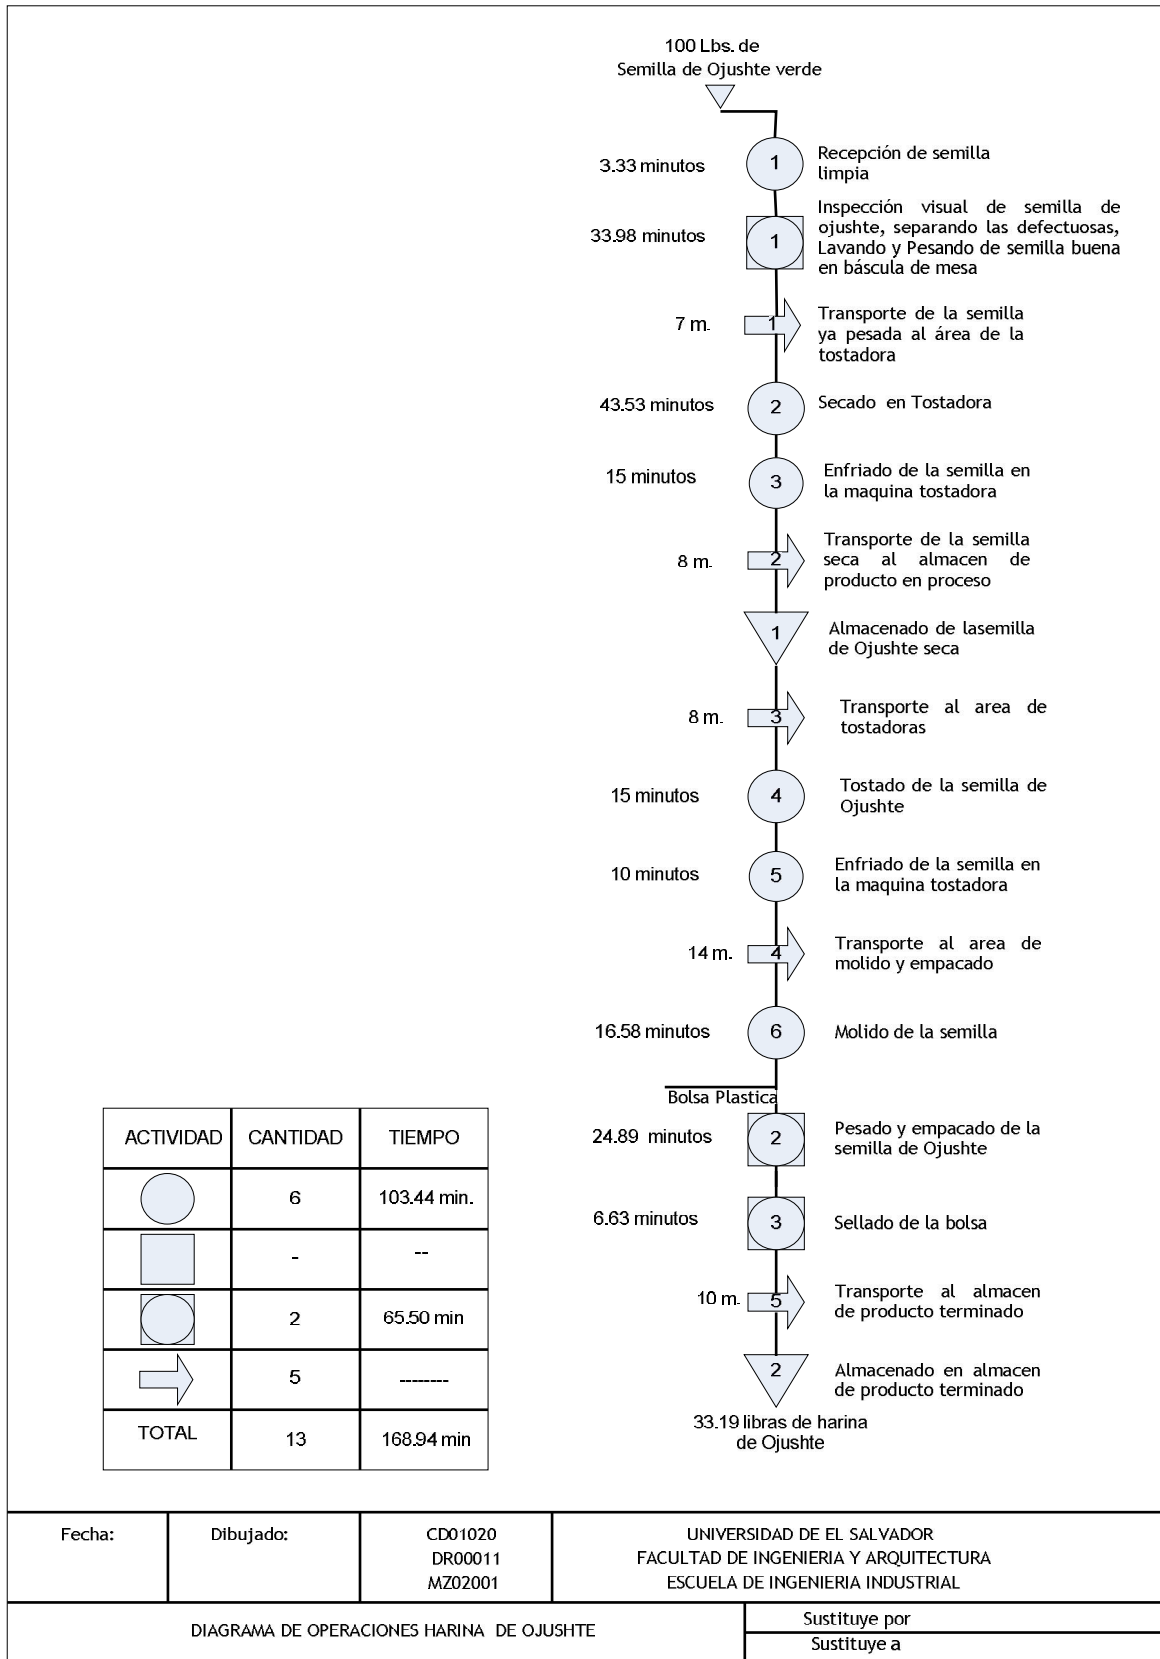 100 Lbs. de
Semilla de Ojushte verde
3.33 minutos
1
Recepción de semilla
limpia
33.98 minutos
1
Inspección visual de semilla de
ojushte, separando las defectuosas,
Lavando y Pesando de semilla buena
en báscula de mesa
7 m.
1
Transporte de la semilla
ya pesada al área de la
tostadora
43.53 minutos
2
Secado en Tostadora
15 minutos
3
Enfriado de la semilla en
la maquina tostadora
8 m.
2
Transporte de la semilla
seca al almacen de
producto en proceso
1
Almacenado de lasemilla
de Ojushte seca
8 m.
3
Transporte al area de
tostadoras
15 minutos
4
Tostado de la semilla de
Ojushte
10 minutos
5
Enfriado de la semilla en
la maquina tostadora
14 m.
4
Transporte al area de
molido y empacado
16.58 minutos
6
Molido de la semilla
Bolsa Plastica
24.89 minutos
2
Pesado y empacado de la
semilla de Ojushte
6.63 minutos
3
Sellado de la bolsa
10 m.
5
Transporte al almacen
de producto terminado
2
Almacenado en almacen
de producto terminado
33.19 libras de harina
de Ojushte
ACTIVIDAD CANTIDAD TIEMPO
6 103.44 min.
- --
2 65.50 min
5 --------
TOTAL 13 168.94 min
Fecha:
Dibujado:
CD01020
DR00011
MZ02001
UNIVERSIDAD DE EL SALVADOR
FACULTAD DE INGENIERIA Y ARQUITECTURA
ESCUELA DE INGENIERIA INDUSTRIAL
DIAGRAMA DE OPERACIONES HARINA DE OJUSHTE
Sustituye por
Sustituye a